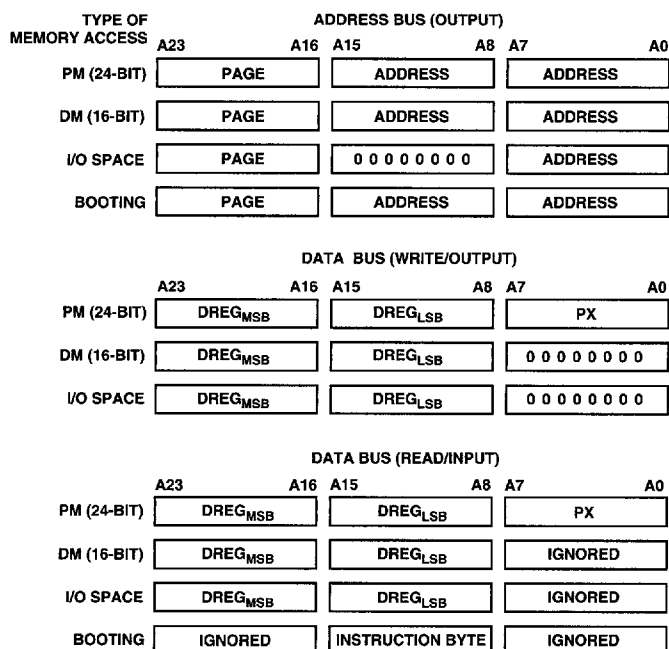 TYPE OF MEMORY ACCESS
ADDRESS BUS (OUTPUT)
A23 A16 A15 A8 A7 A0
PM (24-BIT) PAGE ADDRESS ADDRESS
DM (16-BIT) PAGE ADDRESS ADDRESS
I/O SPACE PAGE 0 0 0 0 0 0 0 0 ADDRESS
BOOTING PAGE ADDRESS ADDRESS
DATA BUS (WRITE/OUTPUT)
A23 A16 A15 A8 A7 A0
PM (24-BIT) DREGMSB DREGLSB PX
DM (16-BIT) DREGMSB DREGLSB 0 0 0 0 0 0 0 0
I/O SPACE DREGMSB DREGLSB 0 0 0 0 0 0 0 0
DATA BUS (READ/INPUT)
A23 A16 A15 A8 A7 A0
PM (24-BIT) DREGMSB DREGLSB PX
DM (16-BIT) DREGMSB DREGLSB IGNORED
I/O SPACE DREGMSB DREGLSB IGNORED
BOOTING IGNORED INSTRUCTION BYTE IGNORED